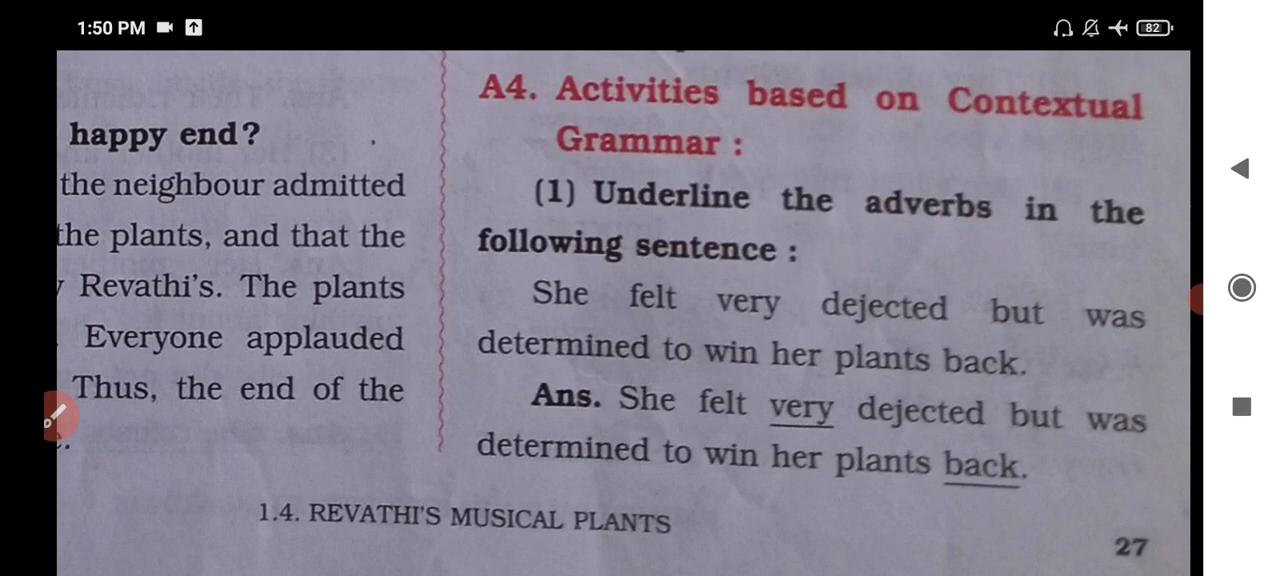 1:50 PM
82
happy end?
the neighbour admitted
the plants, and that the
Revathi's. The plants
Everyone applauded
Thus, the end of the
A4. Activities based on Contextual
Grammar :
(1) Underline the adverbs in the
following sentence :
She felt very dejected but was
determined to win her plants back.
Ans. She felt very dejected but was
determined to win her plants back.
1.4. REVATHI'S MUSICAL PLANTS
27